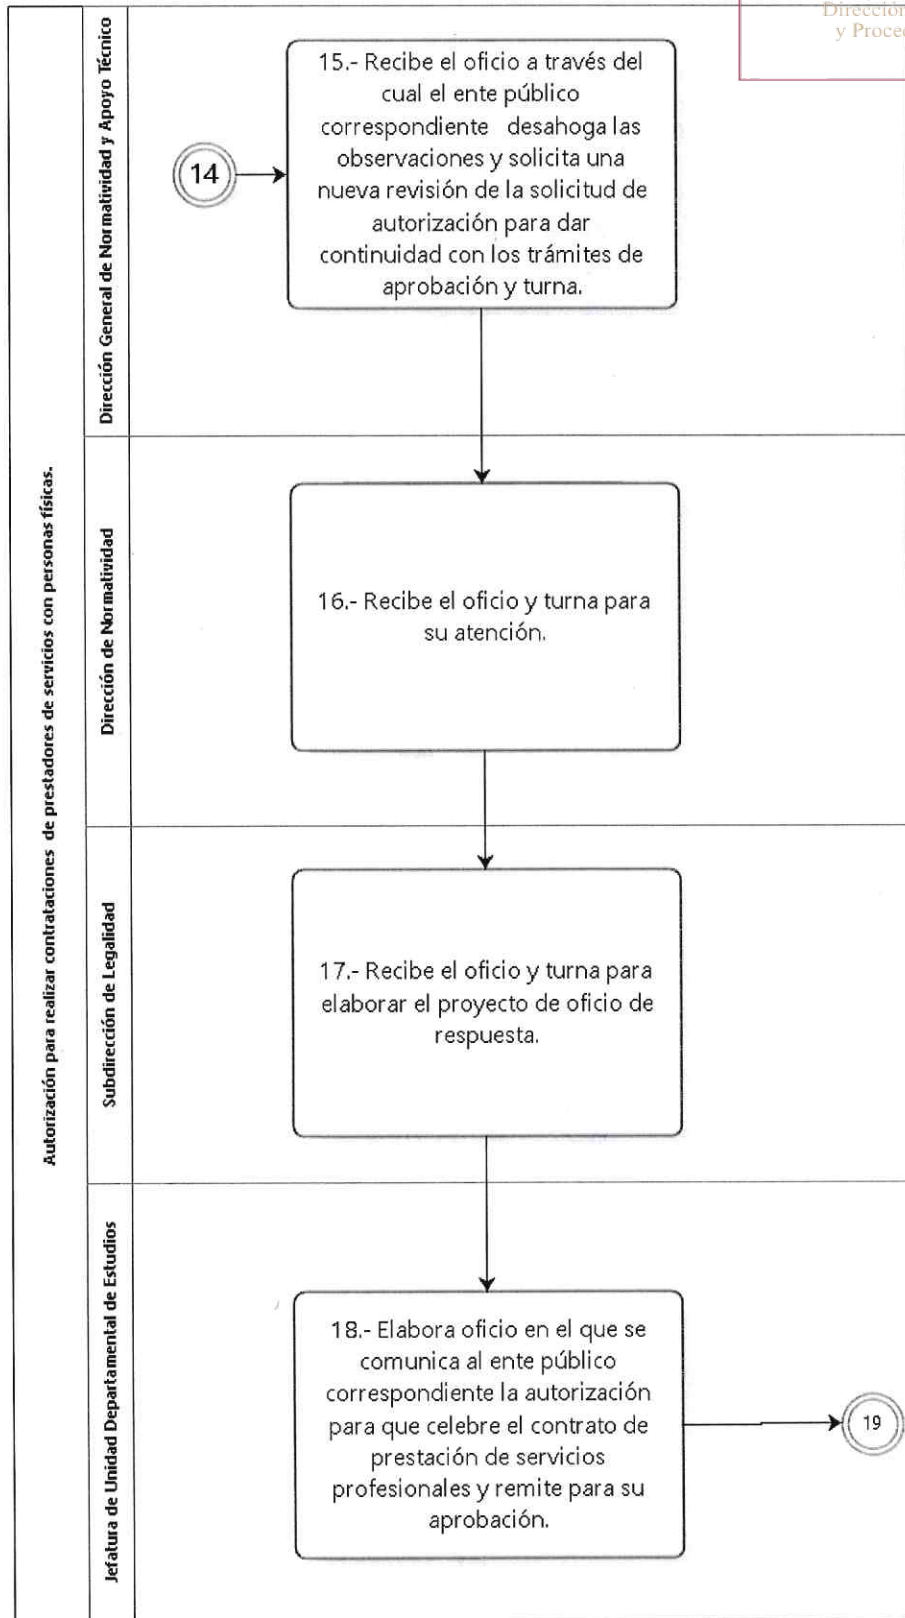 Dirección
y Proce
Autorización para realizar contrataciones de prestadores de servicios con personas físicas.
Dirección General de Normatividad y Apoyo Técnico
14
15.- Recibe el oficio a través del
cual el ente público
correspondiente desahoga las
observaciones y solicita una
nueva revisión de la solicitud de
autorización para dar
continuidad con los trámites de
aprobación y turna.
Dirección de Normatividad
16.- Recibe el oficio y turna para
su atención.
Subdirección de Legalidad
17.- Recibe el oficio y turna para
elaborar el proyecto de oficio de
respuesta.
Jefatura de Unidad Departamental de Estudios
18.- Elabora oficio en el que se
comunica al ente público
correspondiente la autorización
para que celebre el contrato de
prestación de servicios
profesionales y remite para su
aprobación.
19